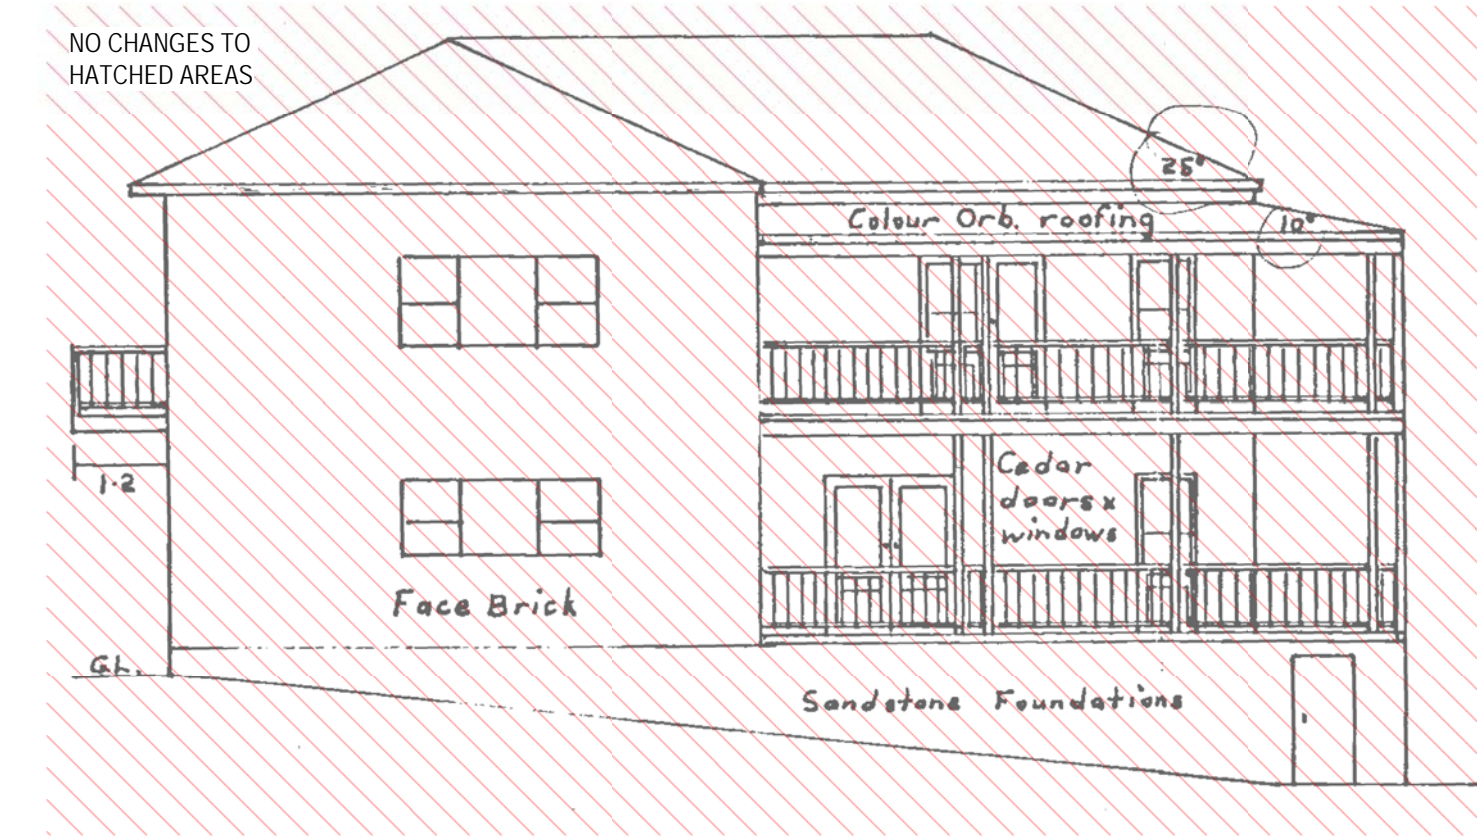 NO CHANGES TO
HATCHED AREAS
25°
Colour Orb. roofing
10°
1.2
Cedar
doors x
windows
Face Brick
G.L.
Sandstone Foundations